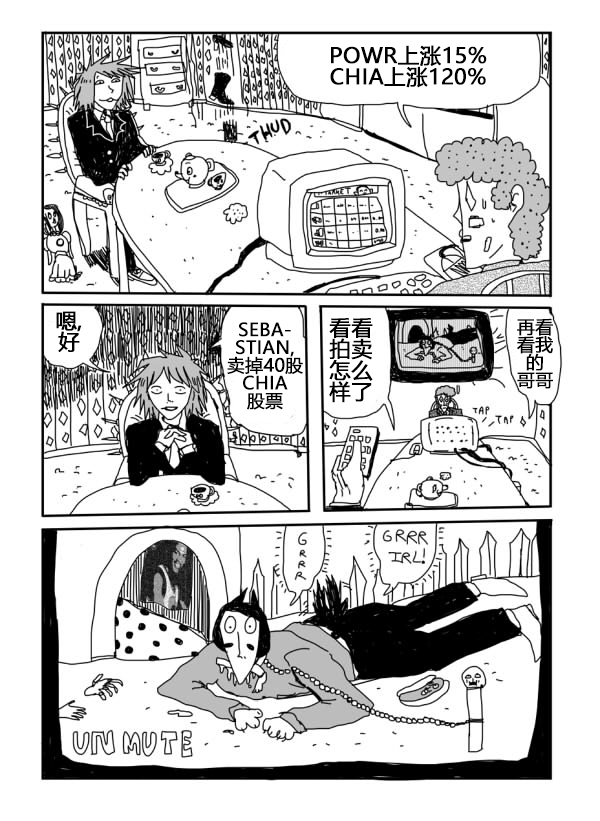 POWR上涨15%
CHIA上涨120%
THUD
MARKET
嗯,
好
SEBA-
STIAN,
卖掉40股
CHIA
股票
看看
拍卖
怎么
样了
再看
看我
的
哥哥
TAP
TAP
GRRR
GRRR
IRL!
UNMUTE